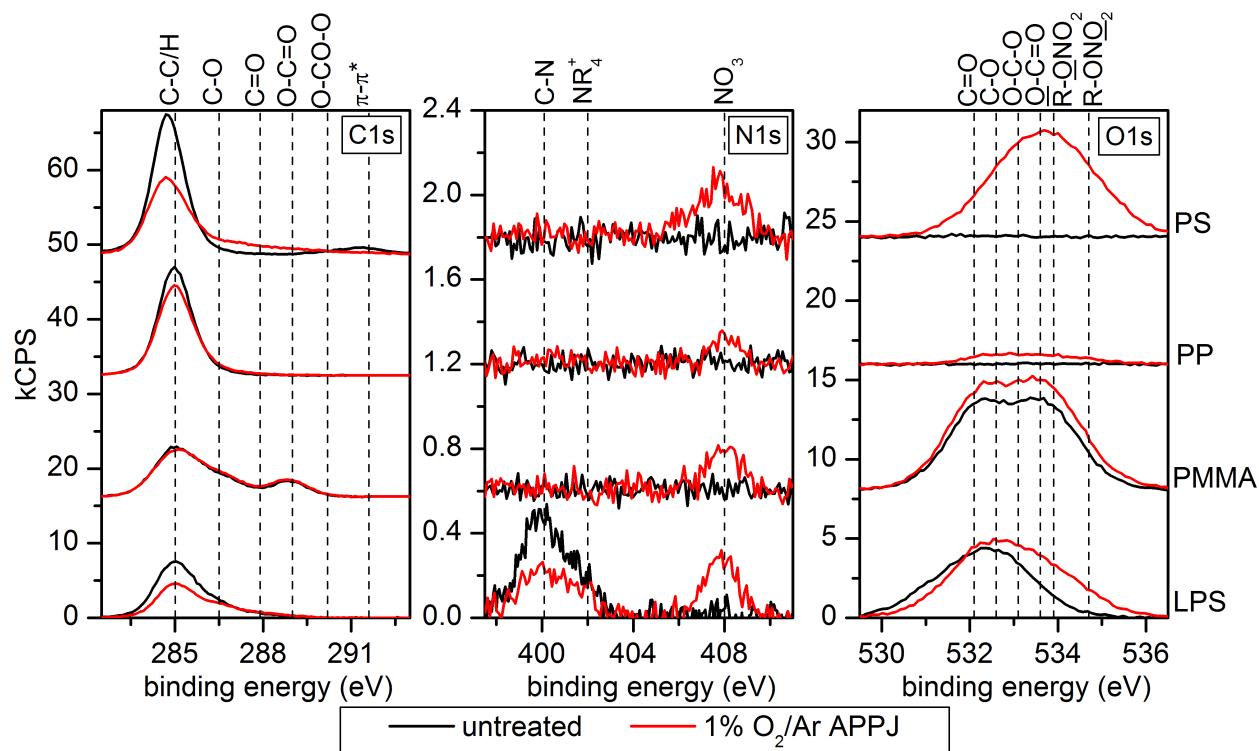 C-C/H
C-O
C=O
O-C=O
O-CO-O
π-π*
C-N
NR₄⁺
NO₃
C=O
C-O
O-C-O
O-C=O
R-ONO₂
R-ONO₂
C1s
N1s
O1s
kCPS
60
50
40
30
20
10
0
2.4
2.0
1.6
1.2
0.8
0.4
0.0
30
25
20
15
10
5
0
PS
PP
PMMA
LPS
285 288 291
400 404 408
530 532 534 536
binding energy (eV)
binding energy (eV)
binding energy (eV)
untreated 1% O₂/Ar APPJ